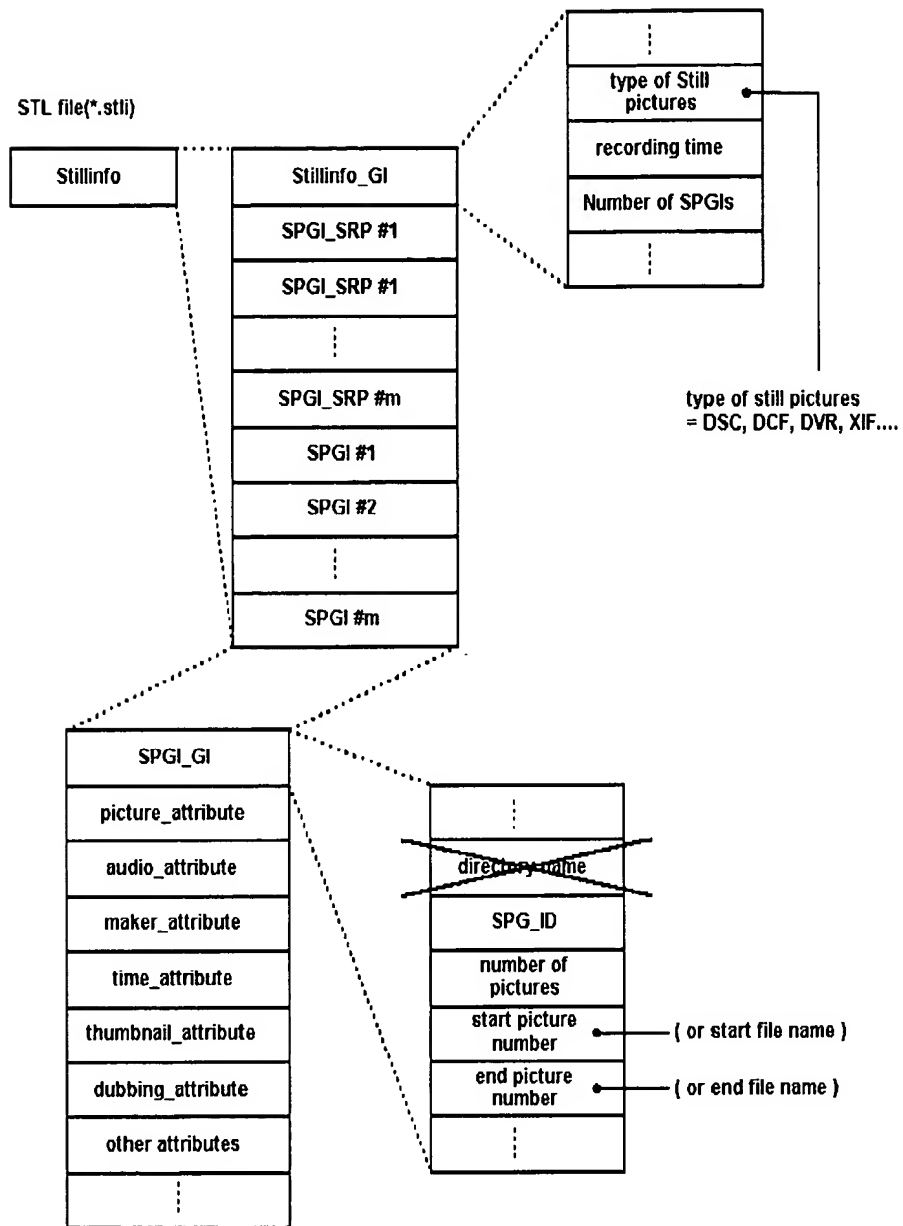 STL file(*.stli)
Stillinfo
Stillinfo_GI
SPGI_SRP #1
SPGI_SRP #1
SPGI_SRP #m
SPGI #1
SPGI #2
SPGI #m
type of Still
pictures
recording time
Number of SPGIs
type of still pictures
= DSC, DCF, DVR, XIF....
SPGI_GI
picture_attribute
audio_attribute
maker_attribute
time_attribute
thumbnail_attribute
dubbing_attribute
other attributes
directory name
SPG_ID
number of
pictures
start picture
number
( or start file name )
end picture
number
( or end file name )